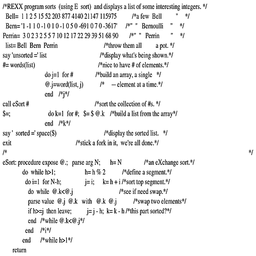 /*REXX program sorts (using E sort) and displays a list of some interesting integers. */
Bell= 1 1 2 5 15 52 203 877 4140 21147 115975 /*a few Bell " */
Bern='1 -1 1 0 -1 0 1 0 -1 0 5 0 -691 0 7 0 -3617' /*" " Bernoulli " */
Perrin= 3 0 2 3 2 5 5 7 10 12 17 22 29 39 51 68 90 /*" " Perrin " */
list= Bell Bern Perrin /*throw them all a pot. */
say 'unsorted =' list /*display what's being shown.*/
#= words(list) /*nice to have # of elements.*/
do j=1 for # /*build an array, a single */
@.j=word(list, j) /* ··· element at a time.*/
end /*j*/
call eSort # /*sort the collection of #s. */
$=; do k=1 for #; $= $ @.k /*build a list from the array*/
end /*k*/
say ' sorted =' space($) /*display the sorted list. */
exit /*stick a fork in it, we're all done.*/
/* */
eSort: procedure expose @.; parse arg N; h= N /*an eXchange sort.*/
do while h>1; h= h % 2 /*define a segment.*/
do i=1 for N-h; j= i; k= h + i /*sort top segment.*/
do while @.k<@.j /*see if need swap.*/
parse value @.j @.k with @.k @.j /*swap two elements*/
if h>=j then leave; j= j - h; k= k - h /*this part sorted?*/
end /*while @.k<@.j*/
end /*i*/
end /*while h>1*/
return